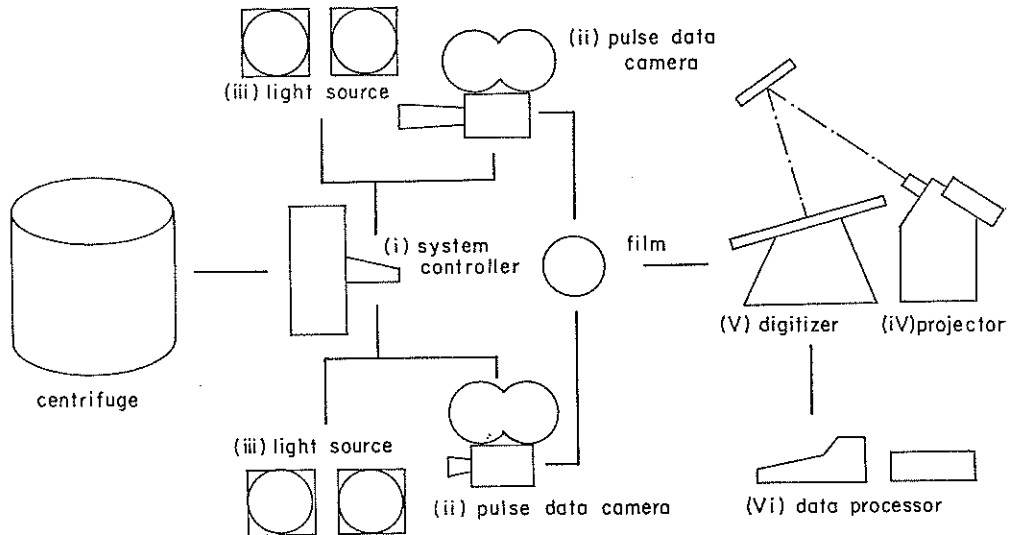 (ii) pulse data
camera
(iii) light source
(i) system
controller
film
(V) digitizer
(iV) projector
centrifuge
(iii) light source
(ii) pulse data camera
(Vi) data processor